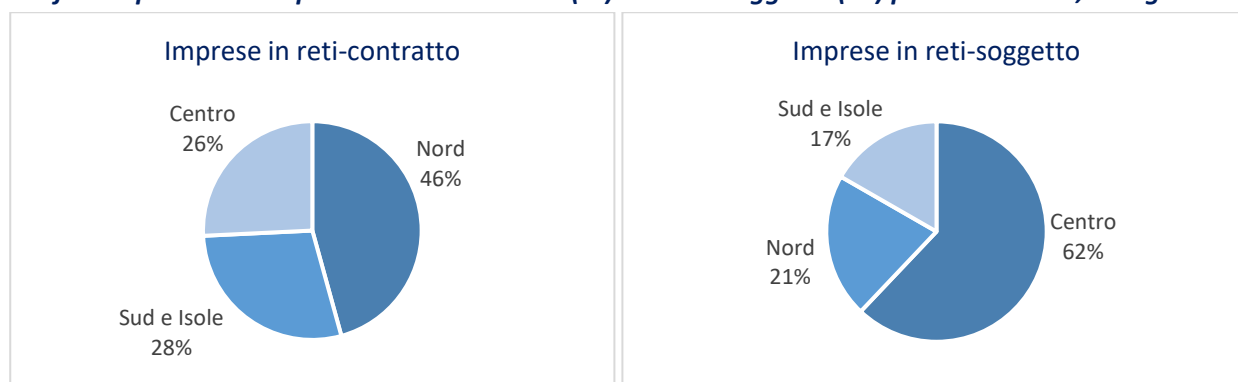 Imprese in reti-contratto
Centro
26%
Nord
46%
Sud e Isole
28%
Imprese in reti-soggetto
Sud e Isole
17%
Nord
21%
Centro
62%